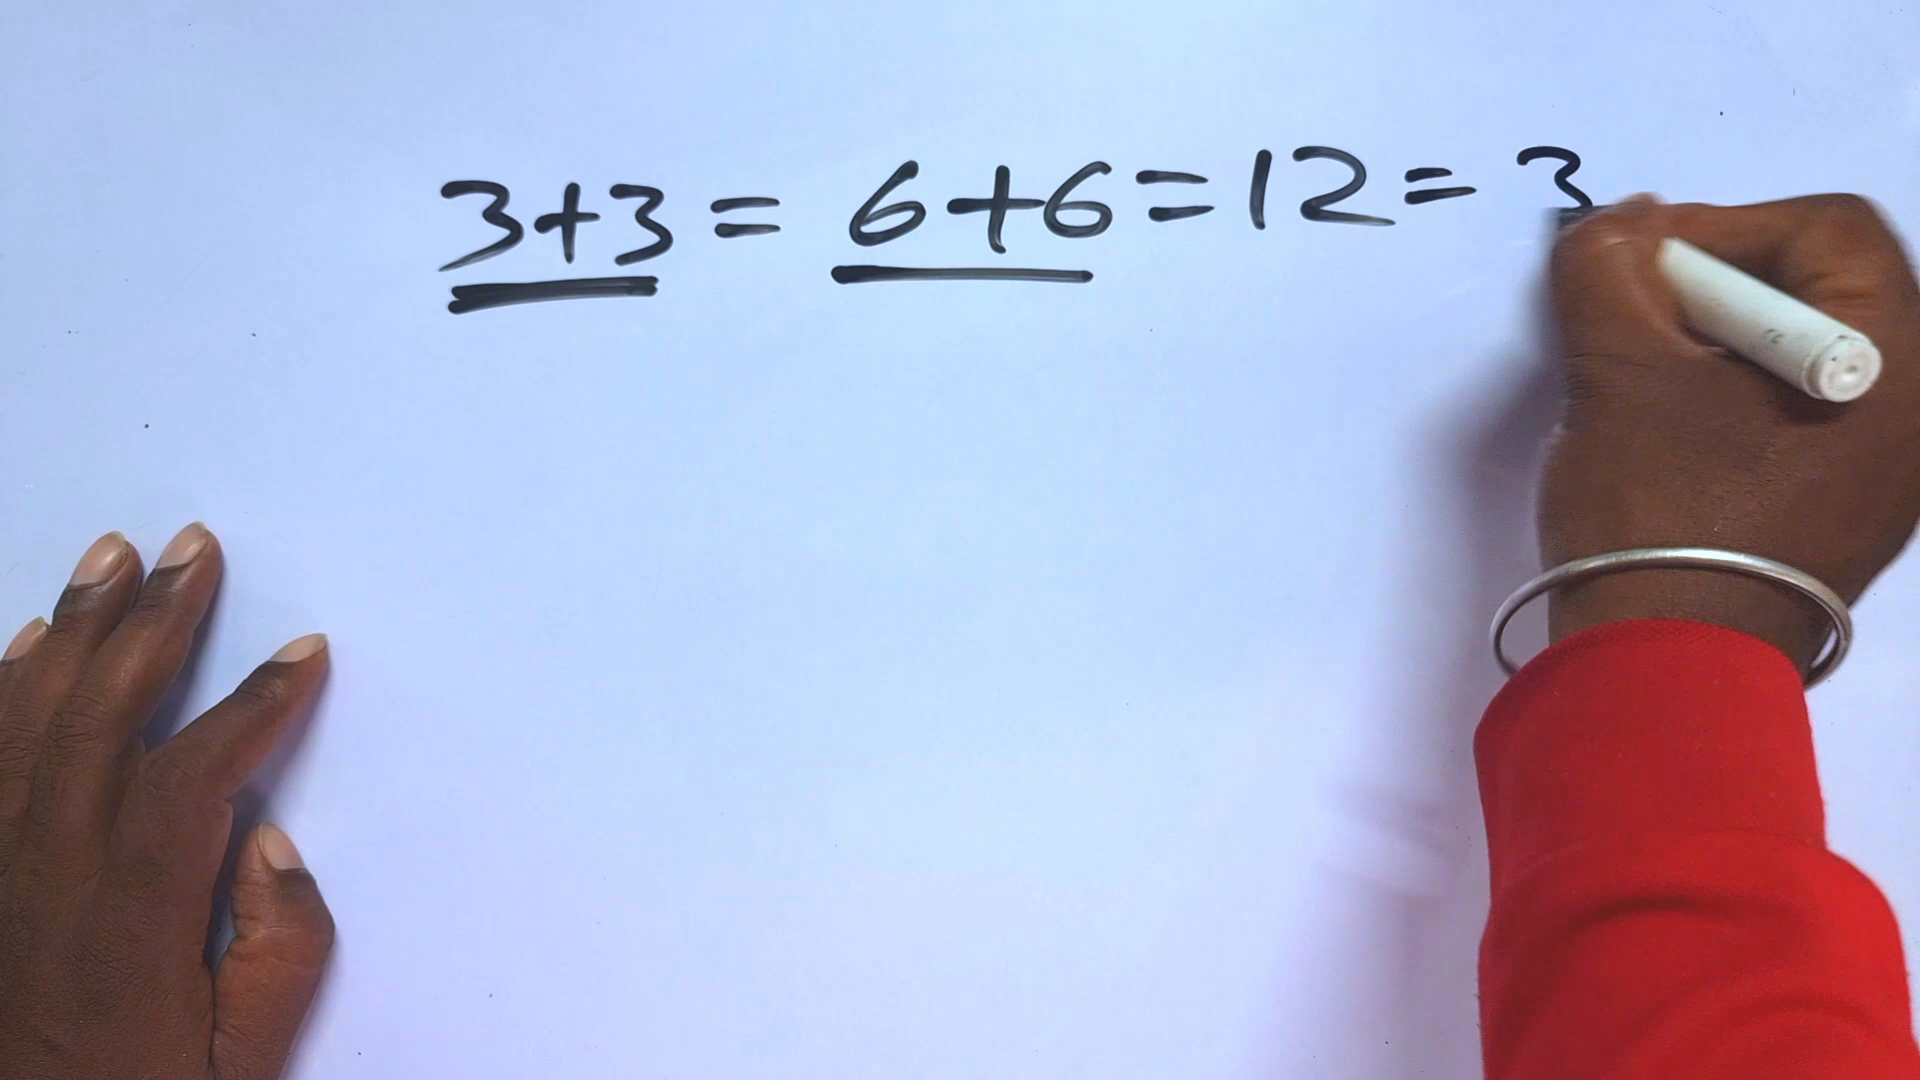 3+3 = 6+6=12= 3